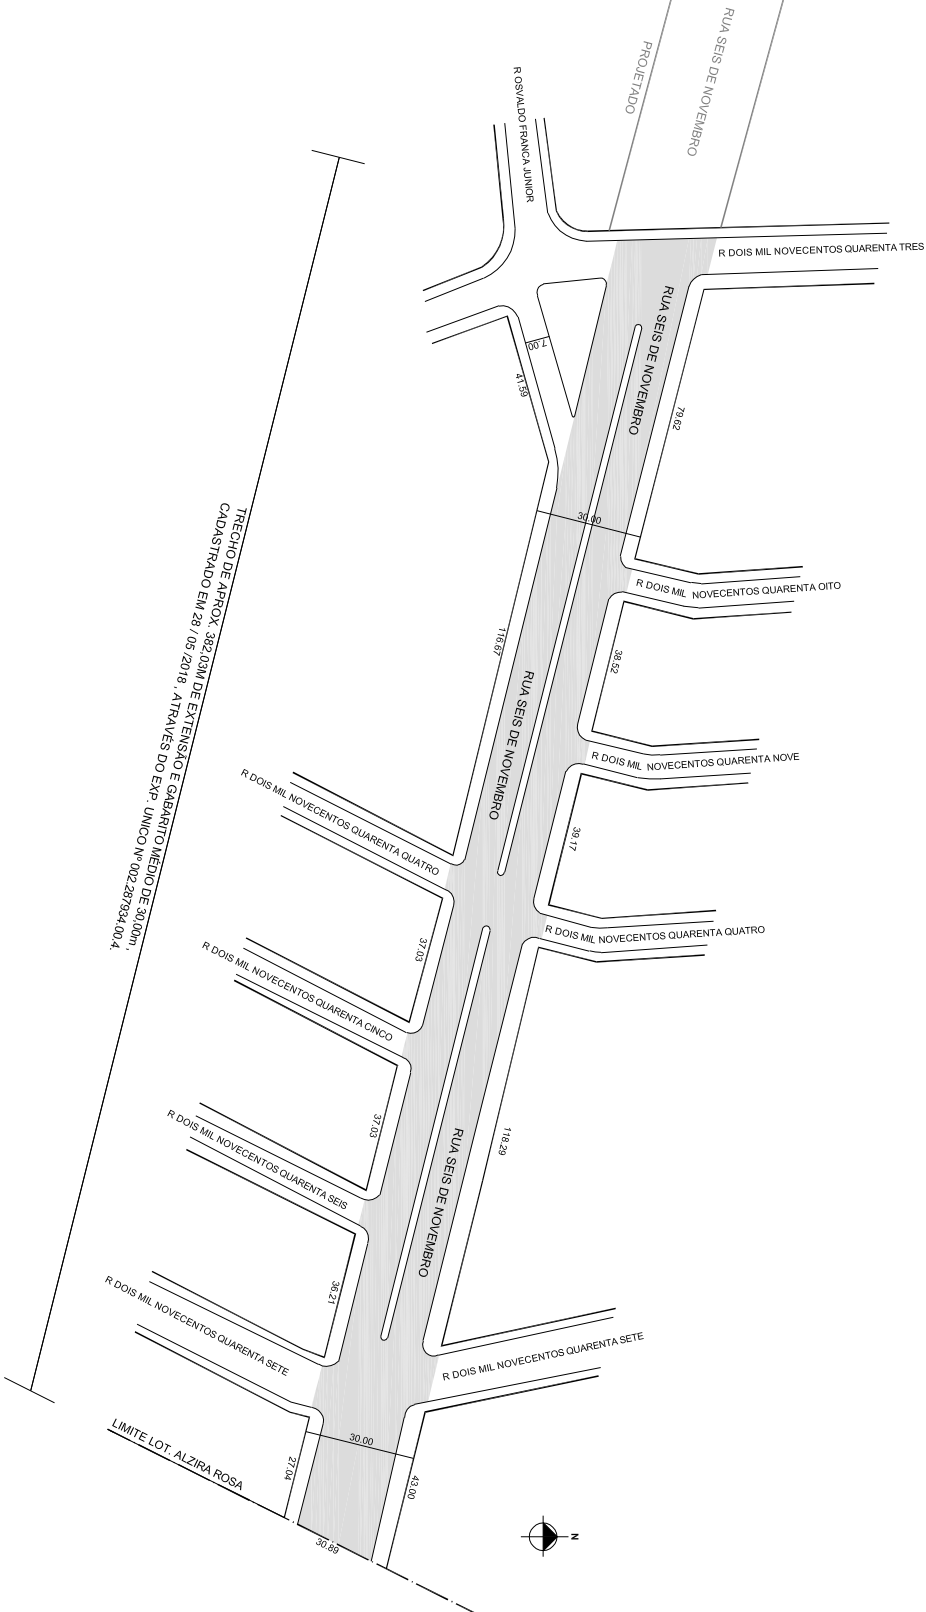 RUA SEIS DE NOVEMBRO
PROJETADO
R OSVALDO FRANCA JUNIOR
R DOIS MIL NOVECENTOS QUARENTA TRES
RUA SEIS DE NOVEMBRO
7.00
41.59
79.62
30.00
R DOIS MIL NOVECENTOS QUARENTA OITO
TRECHO DE APROX. 382,03M DE EXTENSÃO E GABARITO MÉDIO DE 30,00m ,
CADASTRADO EM 28 / 05 /2018 , ATRAVÉS DO EXP. UNICO Nº 002.287934.00.4.
116.67
38.52
RUA SEIS DE NOVEMBRO
R DOIS MIL NOVECENTOS QUARENTA NOVE
R DOIS MIL NOVECENTOS QUARENTA QUATRO
39.17
37.03
R DOIS MIL NOVECENTOS QUARENTA QUATRO
R DOIS MIL NOVECENTOS QUARENTA CINCO
37.03
118.29
RUA SEIS DE NOVEMBRO
R DOIS MIL NOVECENTOS QUARENTA SEIS
36.21
R DOIS MIL NOVECENTOS QUARENTA SETE
R DOIS MIL NOVECENTOS QUARENTA SETE
30.00
LIMITE LOT. ALZIRA ROSA
27.04
43.00
30.89
N